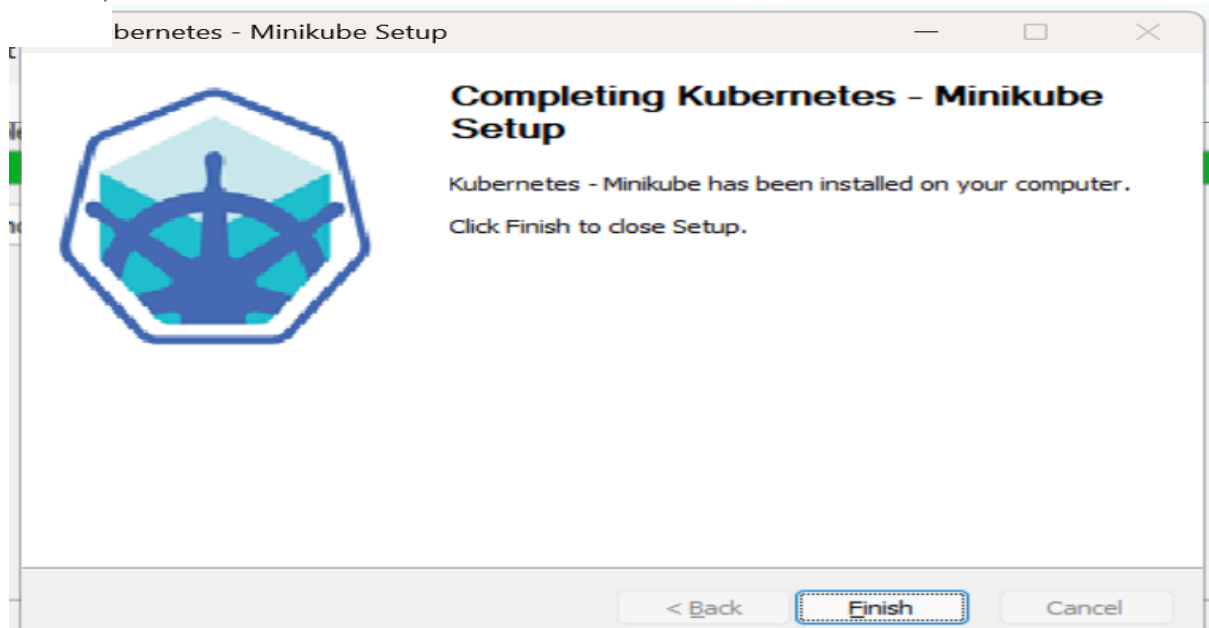 bernetes - Minikube Setup
Completing Kubernetes - Minikube
Setup
Kubernetes - Minikube has been installed on your computer.
Click Finish to close Setup.
< Back
Finish
Cancel